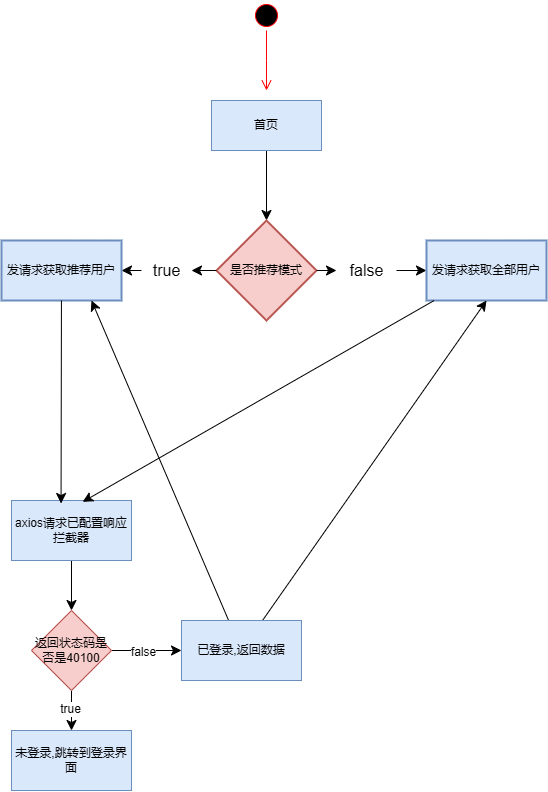 首页
发请求获取推荐用户
true
是否推荐模式
false
发请求获取全部用户
axios请求已配置响应
拦截器
返回状态码是
否是40100
false
已登录,返回数据
true
未登录,跳转到登录界
面